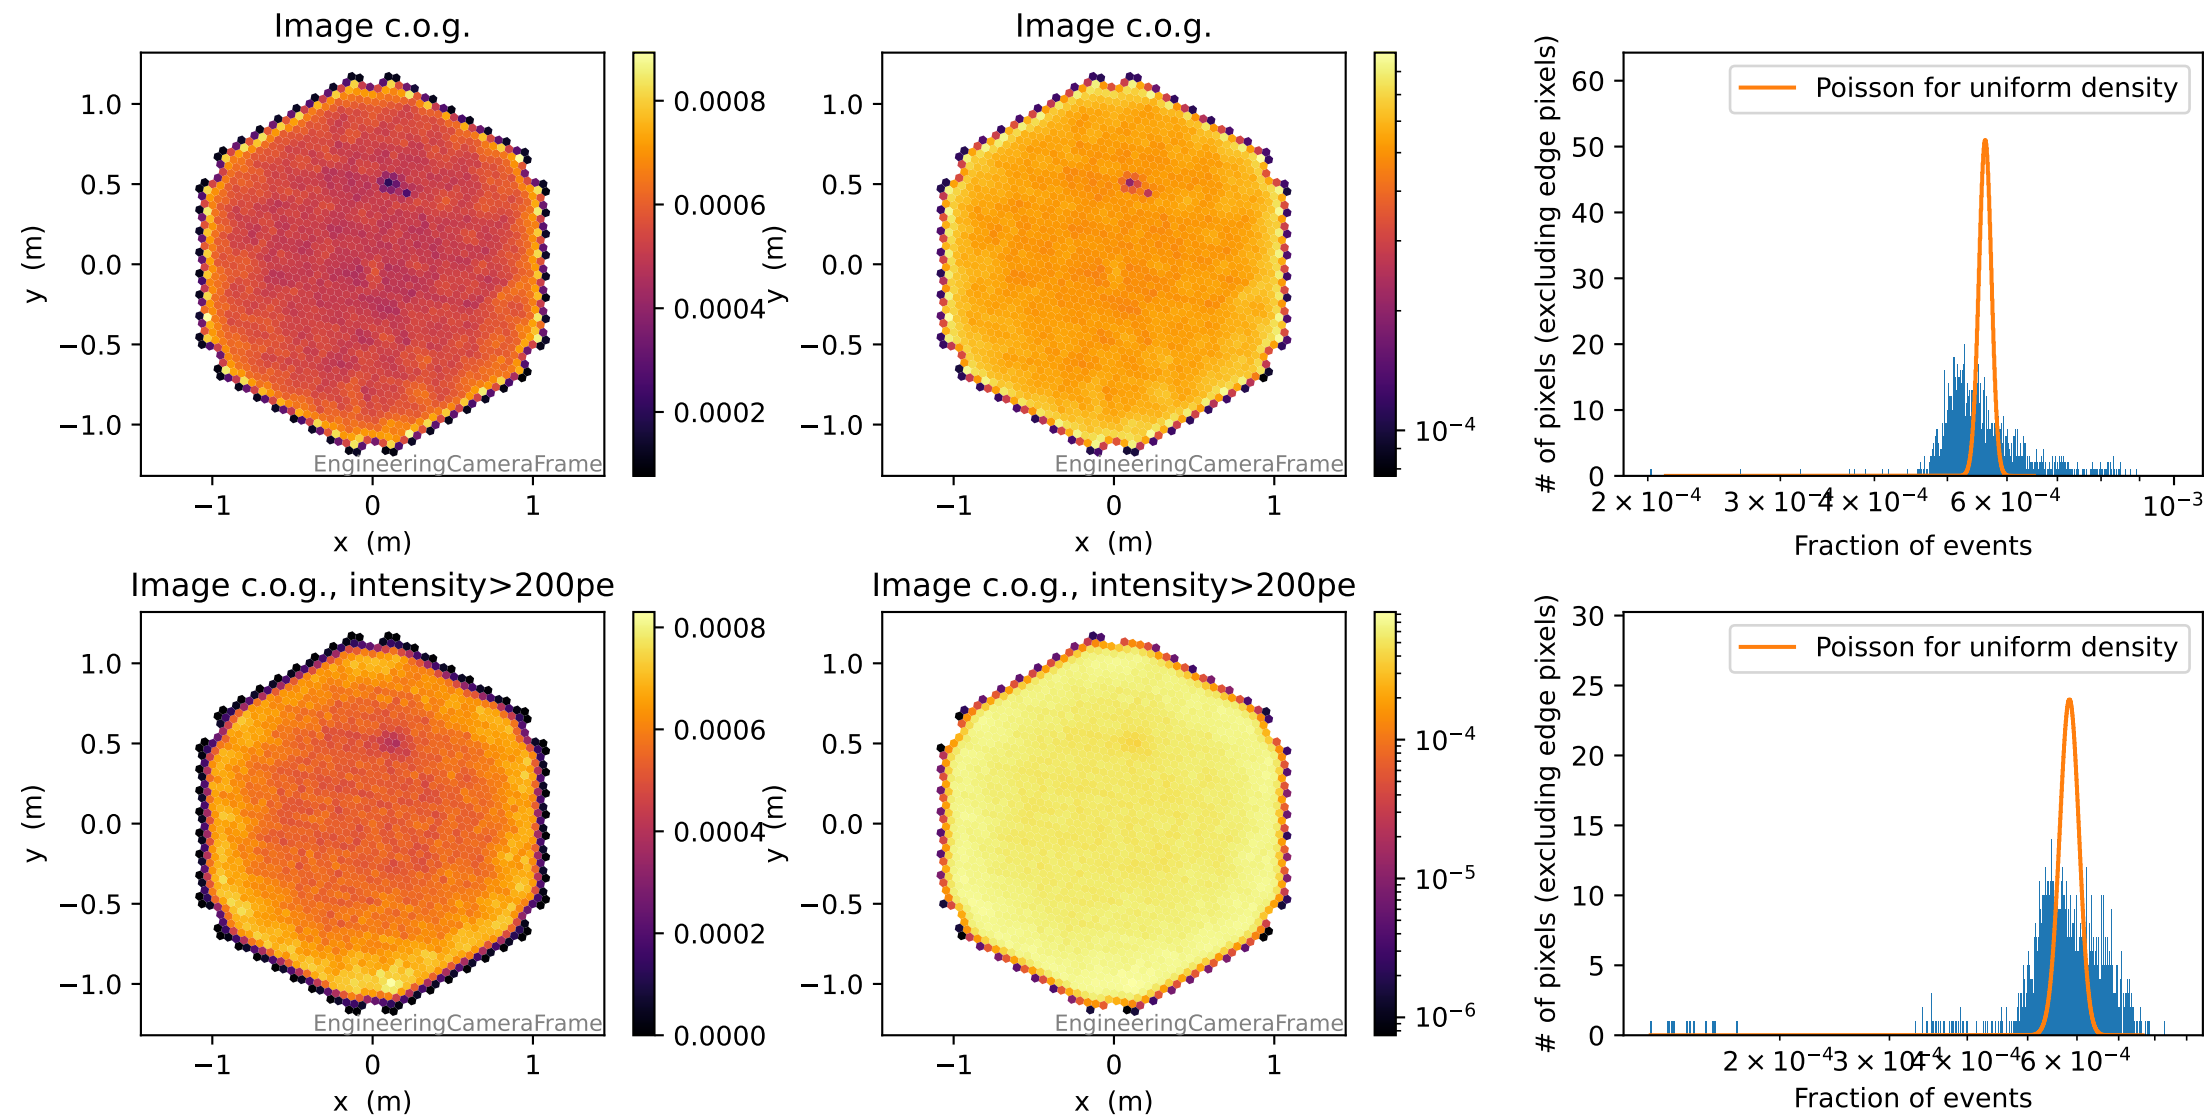 Image c.o.g.
1.0
0.5
0.0
−0.5
−1.0
y (m)
−1
0
1
x (m)
EngineeringCameraFrame
0.0008
0.0006
0.0004
0.0002
Image c.o.g.
1.0
0.5
0.0
−0.5
−1.0
y (m)
−1
0
1
x (m)
EngineeringCameraFrame
10⁻⁴
# of pixels (excluding edge pixels)
60
50
40
30
20
10
0
Poisson for uniform density
2 × 10⁻⁴
3 × 10⁻⁴
4 × 10⁻⁴
6 × 10⁻⁴
10⁻³
Fraction of events
Image c.o.g., intensity>200pe
1.0
0.5
0.0
−0.5
−1.0
y (m)
−1
0
1
x (m)
EngineeringCameraFrame
0.0008
0.0006
0.0004
0.0002
0.0000
Image c.o.g., intensity>200pe
1.0
0.5
0.0
−0.5
−1.0
y (m)
−1
0
1
x (m)
EngineeringCameraFrame
10⁻⁴
10⁻⁵
10⁻⁶
# of pixels (excluding edge pixels)
30
25
20
15
10
5
0
Poisson for uniform density
2 × 10⁻⁴
3 × 10⁻⁴
4 × 10⁻⁴
6 × 10⁻⁴
Fraction of events